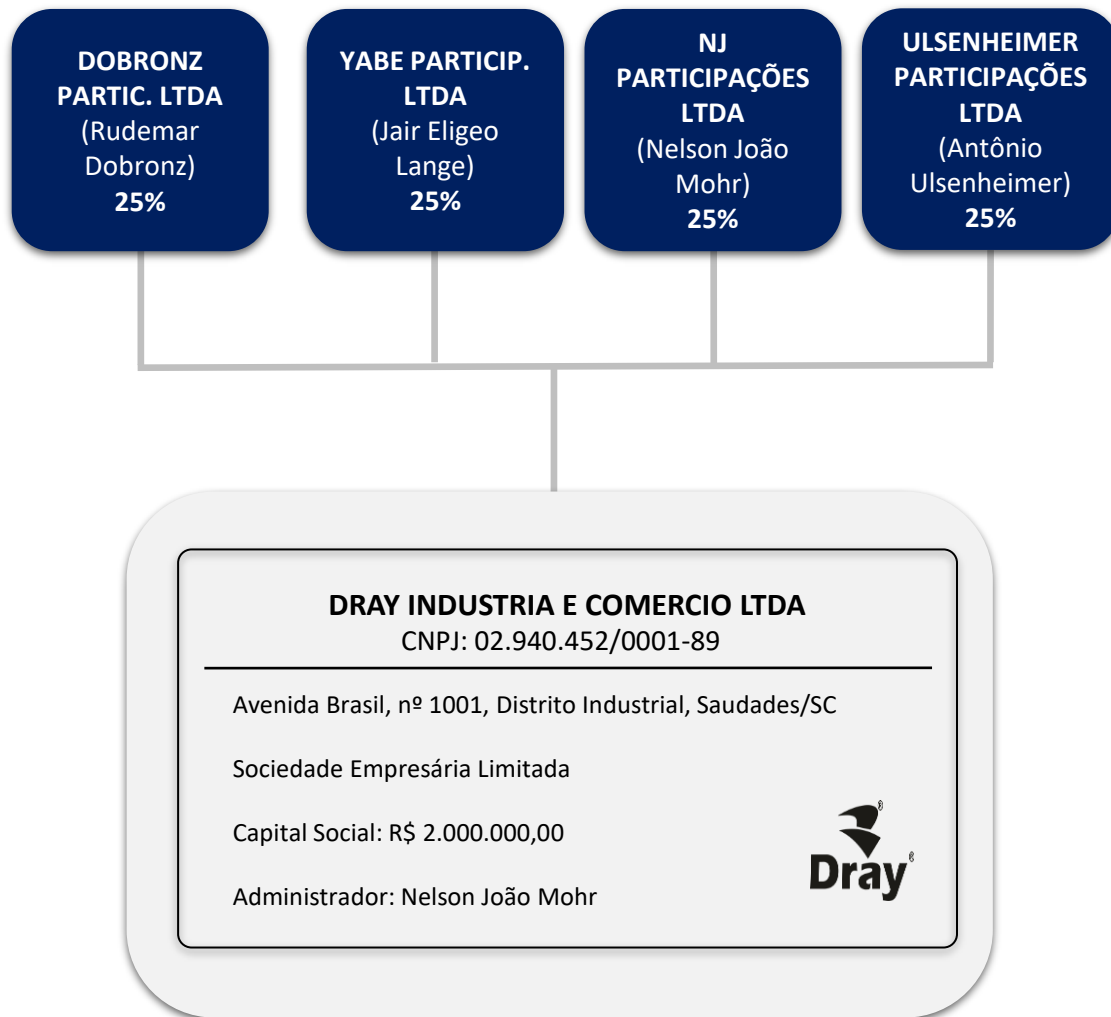 DOBRONZ
PARTIC. LTDA
(Rudemar
Dobronz)
25%
YABE PARTICIP.
LTDA
(Jair Eligeo
Lange)
25%
NJ
PARTICIPAÇÕES
LTDA
(Nelson João
Mohr)
25%
ULSENHEIMER
PARTICIPAÇÕES
LTDA
(Antônio
Ulsenheimer)
25%
DRAY INDUSTRIA E COMERCIO LTDA
CNPJ: 02.940.452/0001-89
Avenida Brasil, nº 1001, Distrito Industrial, Saudades/SC
Sociedade Empresária Limitada
Capital Social: R$ 2.000.000,00
Administrador: Nelson João Mohr
®
Dray®